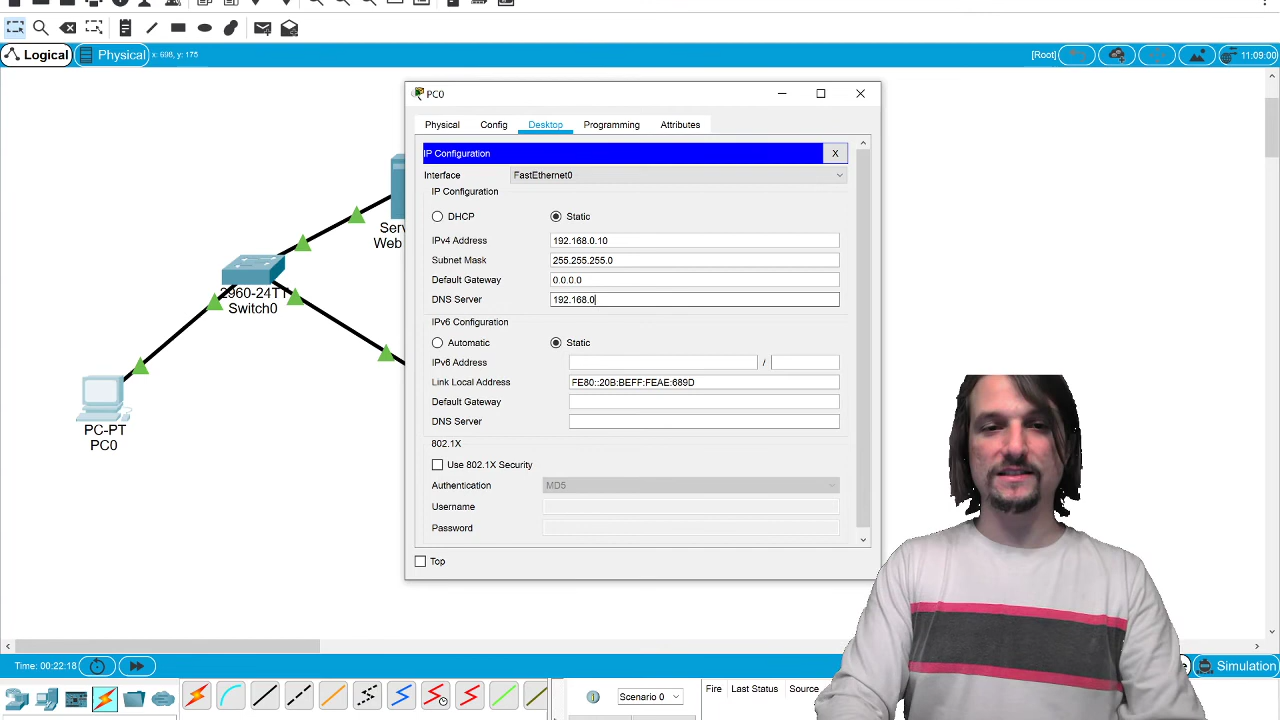 Logical
Physical
x: 698, y: 175
[Root]
11:09:00
PC0
Physical
Config
Desktop
Programming
Attributes
IP Configuration
X
Interface
FastEthernet0
IP Configuration
DHCP
Static
IPv4 Address
192.168.0.10
Subnet Mask
255.255.255.0
Default Gateway
0.0.0.0
DNS Server
192.168.0
IPv6 Configuration
Automatic
Static
IPv6 Address
/
Link Local Address
FE80::20B:BEFF:FEAE:689D
Default Gateway
DNS Server
802.1X
Use 802.1X Security
Authentication
MD5
Username
Password
Top
Serv
Web
2960-24TT
Switch0
PC-PT
PC0
Time: 00:22:18
Simulation
Scenario 0
Fire
Last Status
Source